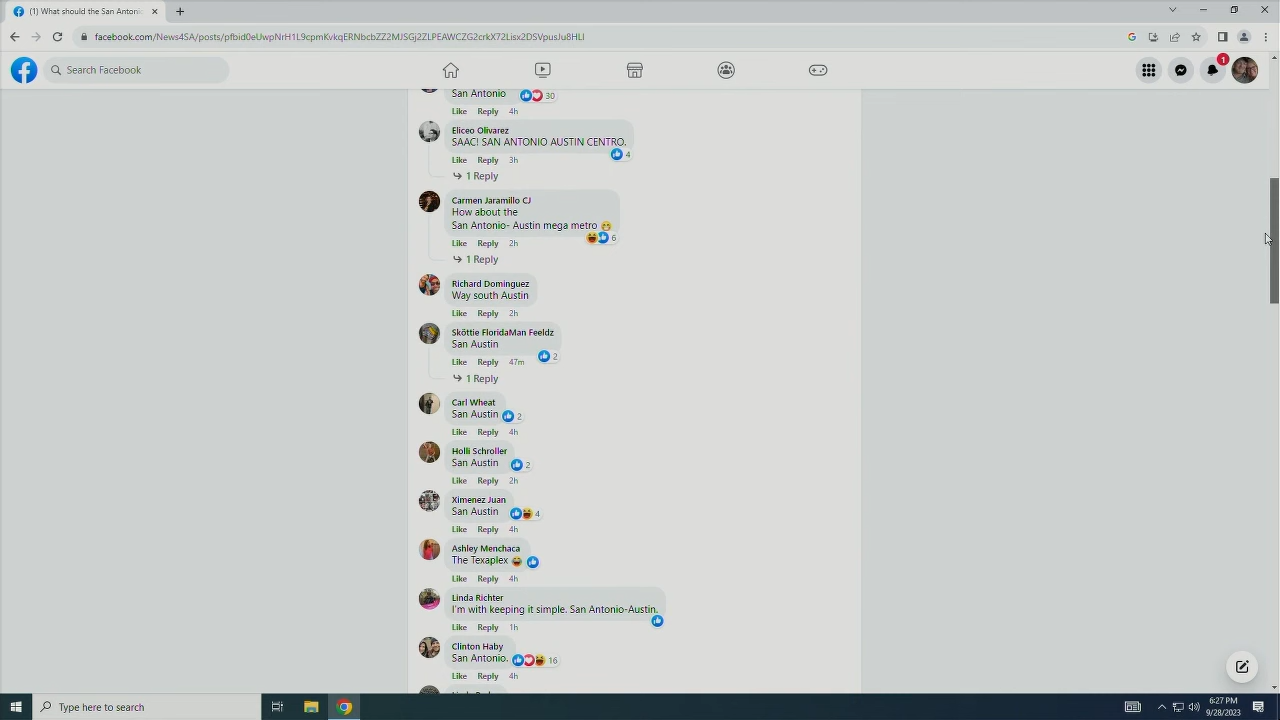 (1) What should the San Antoni
facebook.com/News4SA/posts/pfbid0eUwpNrH1L9cpmKvkqERNbcbZZ2MJSGj2ZLPEAWCZG2crkX72Lisx2DSVpusJu8HLl
Search Facebook
1
San Antonio 30
Like Reply 4h
Eliceo Olivarez
SAAC! SAN ANTONIO AUSTIN CENTRO.
4
Like Reply 3h
1 Reply
Carmen Jaramillo CJ
How about the
San Antonio- Austin mega metro
6
Like Reply 2h
1 Reply
Richard Dominguez
Way south Austin
Like Reply 2h
Sköttie FloridaMan Feeldz
San Austin
2
Like Reply 47m
1 Reply
Carl Wheat
San Austin 2
Like Reply 4h
Holli Schroller
San Austin 2
Like Reply 2h
Ximenez Juan
San Austin 4
Like Reply 4h
Ashley Menchaca
The Texaplex
Like Reply 4h
Linda Richter
I'm with keeping it simple. San Antonio-Austin.
Like Reply 1h
Clinton Haby
San Antonio. 16
Like Reply 4h
Type here to search
6:27 PM
9/28/2023